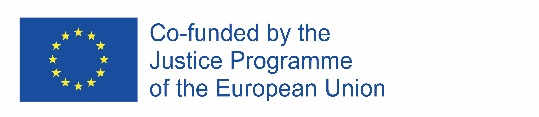 Co-funded by the
Justice Programme
of the European Union